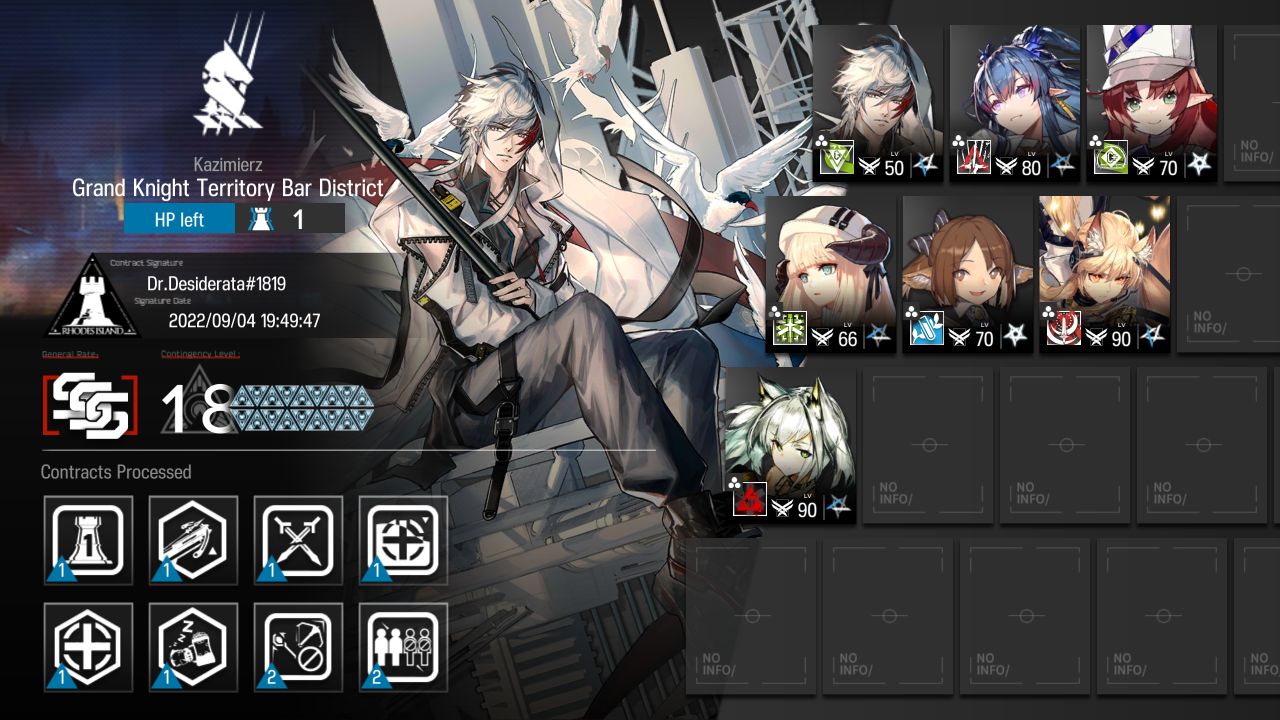 Kazimierz
Grand Knight Territory Bar District
HP left 1
Contract Signature
Dr.Desiderata#1819
Signature Date
2022/09/04 19:49:47
RHODES ISLAND
General Rate:
Contingency Level:
18
Contracts Processed
1
1 1 1 1
1 1 2 2
Z Z Z
LV 50
LV 80
LV 70
NO INFO/
LV 66
LV 70
LV 90
NO INFO/
LV 90
NO INFO/
NO INFO/
NO INFO/
NO INFO/
NO INFO/
NO INFO/
NO INFO/
NO INFO/